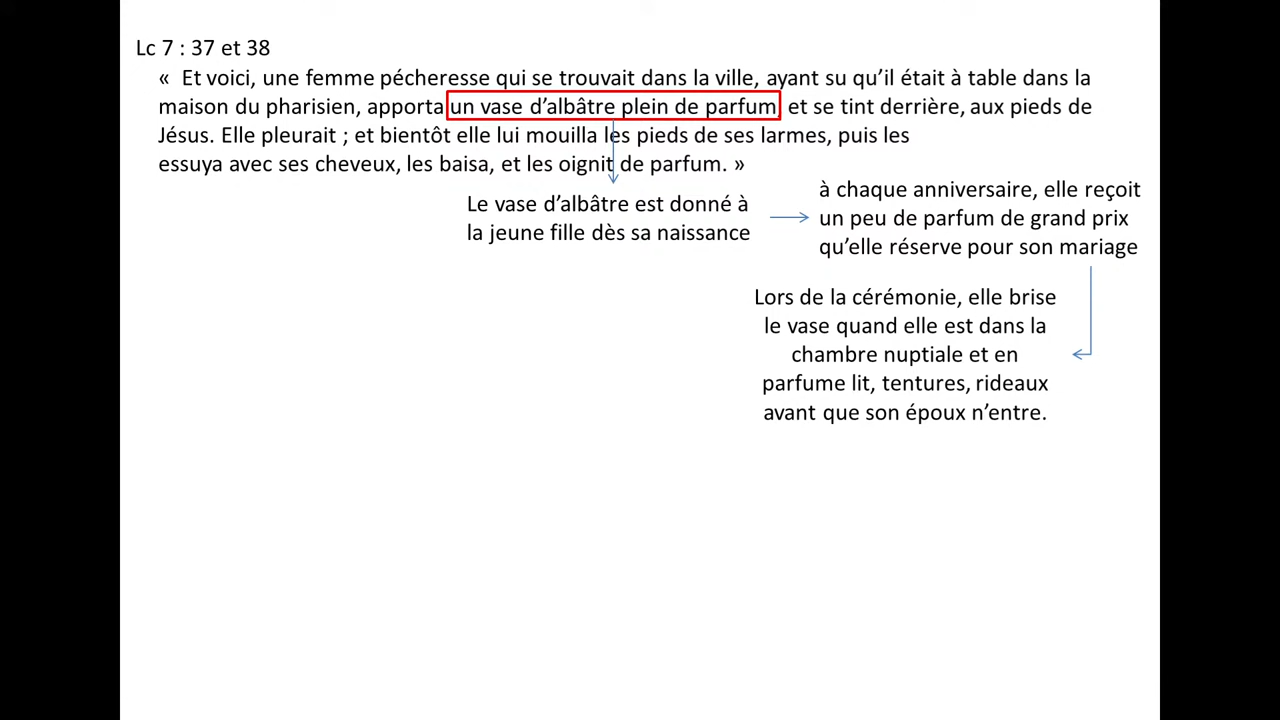 Lc 7 : 37 et 38
«  Et voici, une femme pécheresse qui se trouvait dans la ville, ayant su qu’il était à table dans la
maison du pharisien, apporta un vase d’albâtre plein de parfum, et se tint derrière, aux pieds de
Jésus. Elle pleurait ; et bientôt elle lui mouilla les pieds de ses larmes, puis les
essuya avec ses cheveux, les baisa, et les oignit de parfum. »
Le vase d’albâtre est donné à
la jeune fille dès sa naissance
à chaque anniversaire, elle reçoit
un peu de parfum de grand prix
qu’elle réserve pour son mariage
Lors de la cérémonie, elle brise
le vase quand elle est dans la
chambre nuptiale et en
parfume lit, tentures, rideaux
avant que son époux n’entre.